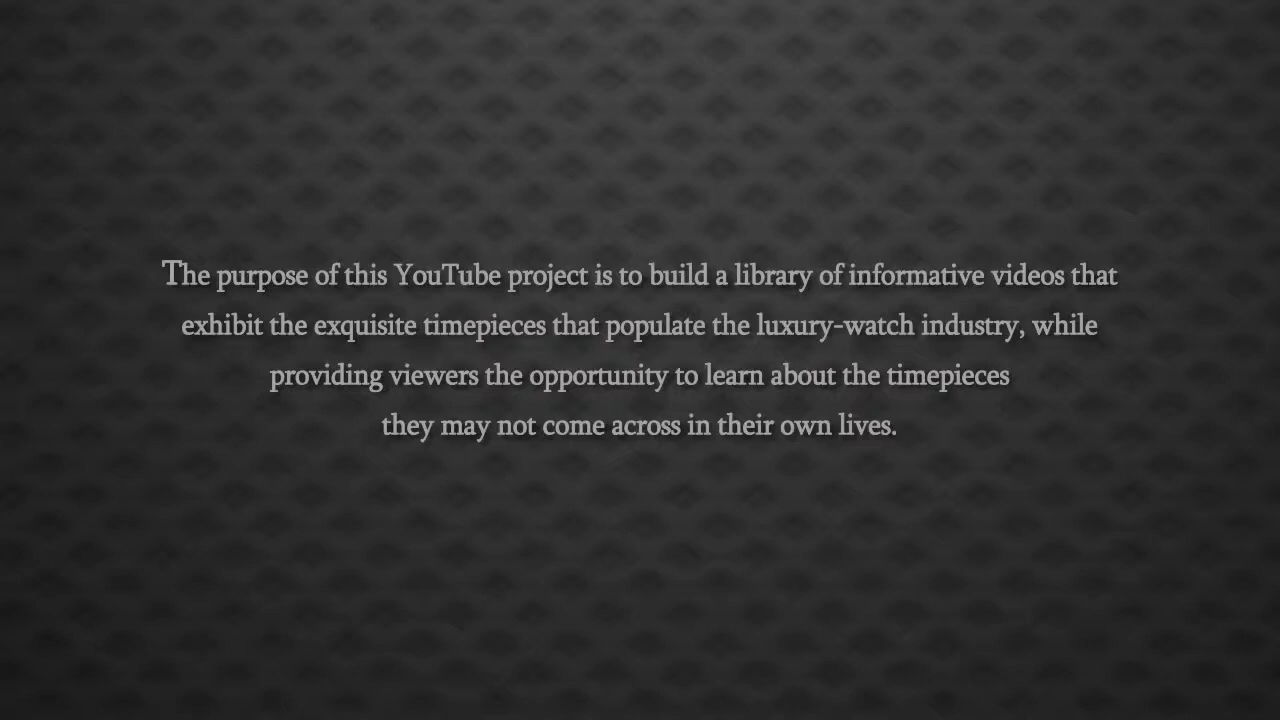 The purpose of this YouTube project is to build a library of informative videos that
exhibit the exquisite timepieces that populate the luxury-watch industry, while
providing viewers the opportunity to learn about the timepieces
they may not come across in their own lives.